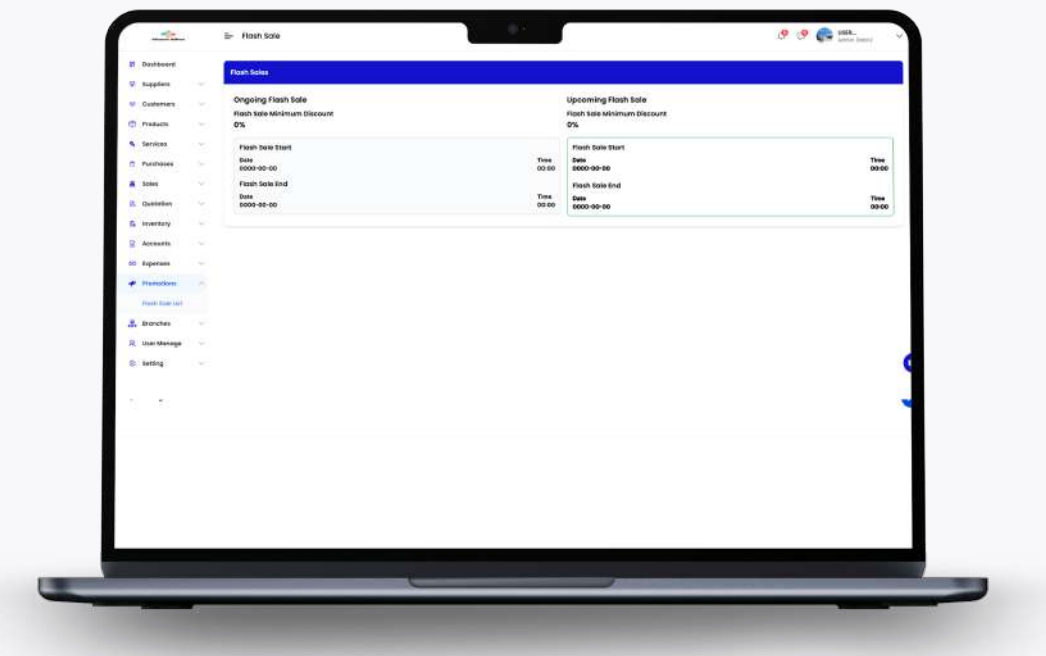 Flash Sale
USER...
Dashboard
Suppliers
Customers
Products
Services
Purchases
Sales
Quotation
Inventory
Accounts
Expenses
Promotions
Flash Sale List
Branches
User Manage
Setting
Flash Sales
Ongoing Flash Sale
Flash Sale Minimum Discount
0%
Flash Sale Start
Date Time
0000-00-00 00:00
Flash Sale End
Date Time
0000-00-00 00:00
Upcoming Flash Sale
Flash Sale Minimum Discount
0%
Flash Sale Start
Date Time
0000-00-00 00:00
Flash Sale End
Date Time
0000-00-00 00:00